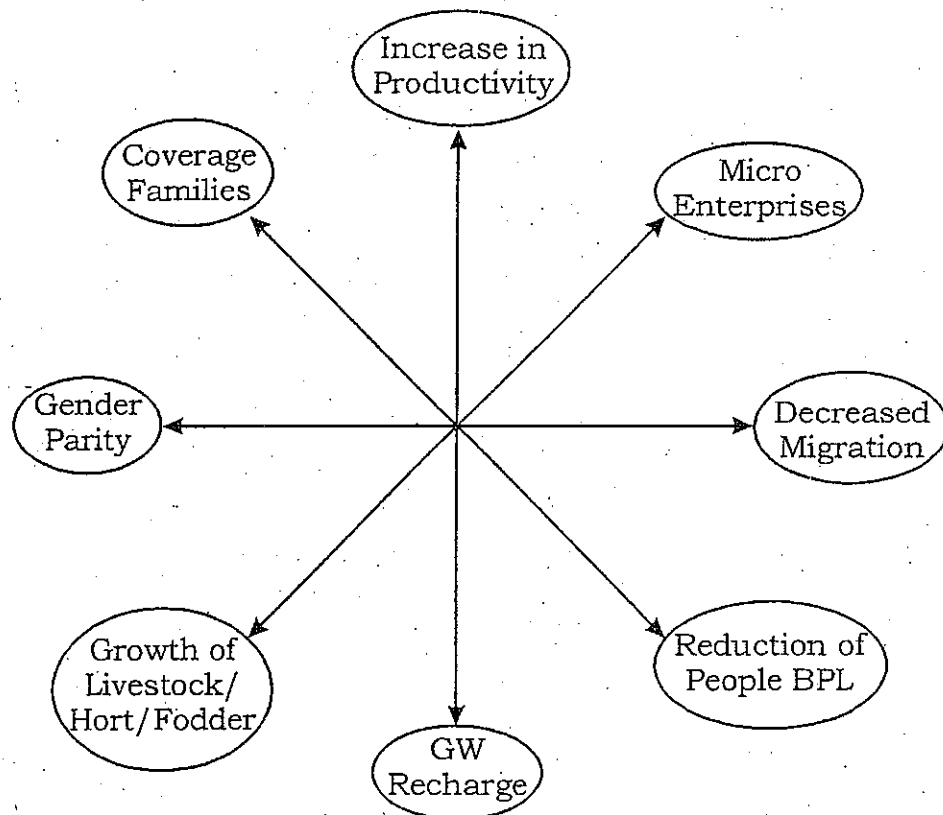 Increase in
Productivity
Coverage
Families
Micro
Enterprises
Gender
Parity
Decreased
Migration
Growth of
Livestock/
Hort/Fodder
Reduction of
People BPL
GW
Recharge